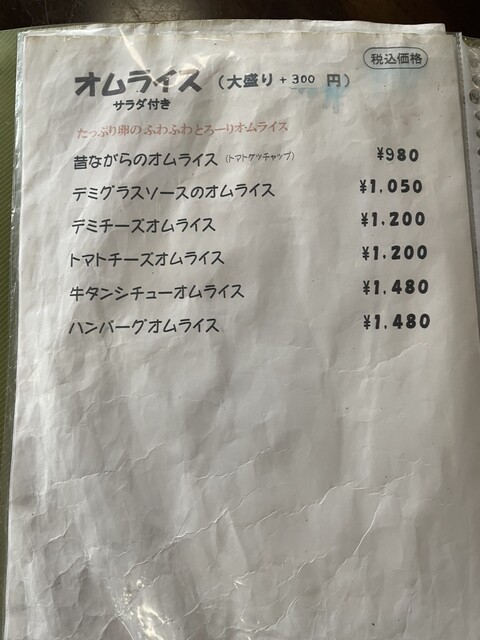 税込価格
オムライス (大盛り + 300 円)
サラダ付き
たっぷり卵のふわふわとろーりオムライス
昔ながらのオムライス (トマトケツチャップ) ¥980
デミグラスソースのオムライス ¥1,050
デミチーズオムライス ¥1.200
トマトチーズオムライス ¥1.200
牛タンシチューオムライス ¥1.480
ハンバーグオムライス ¥1.480